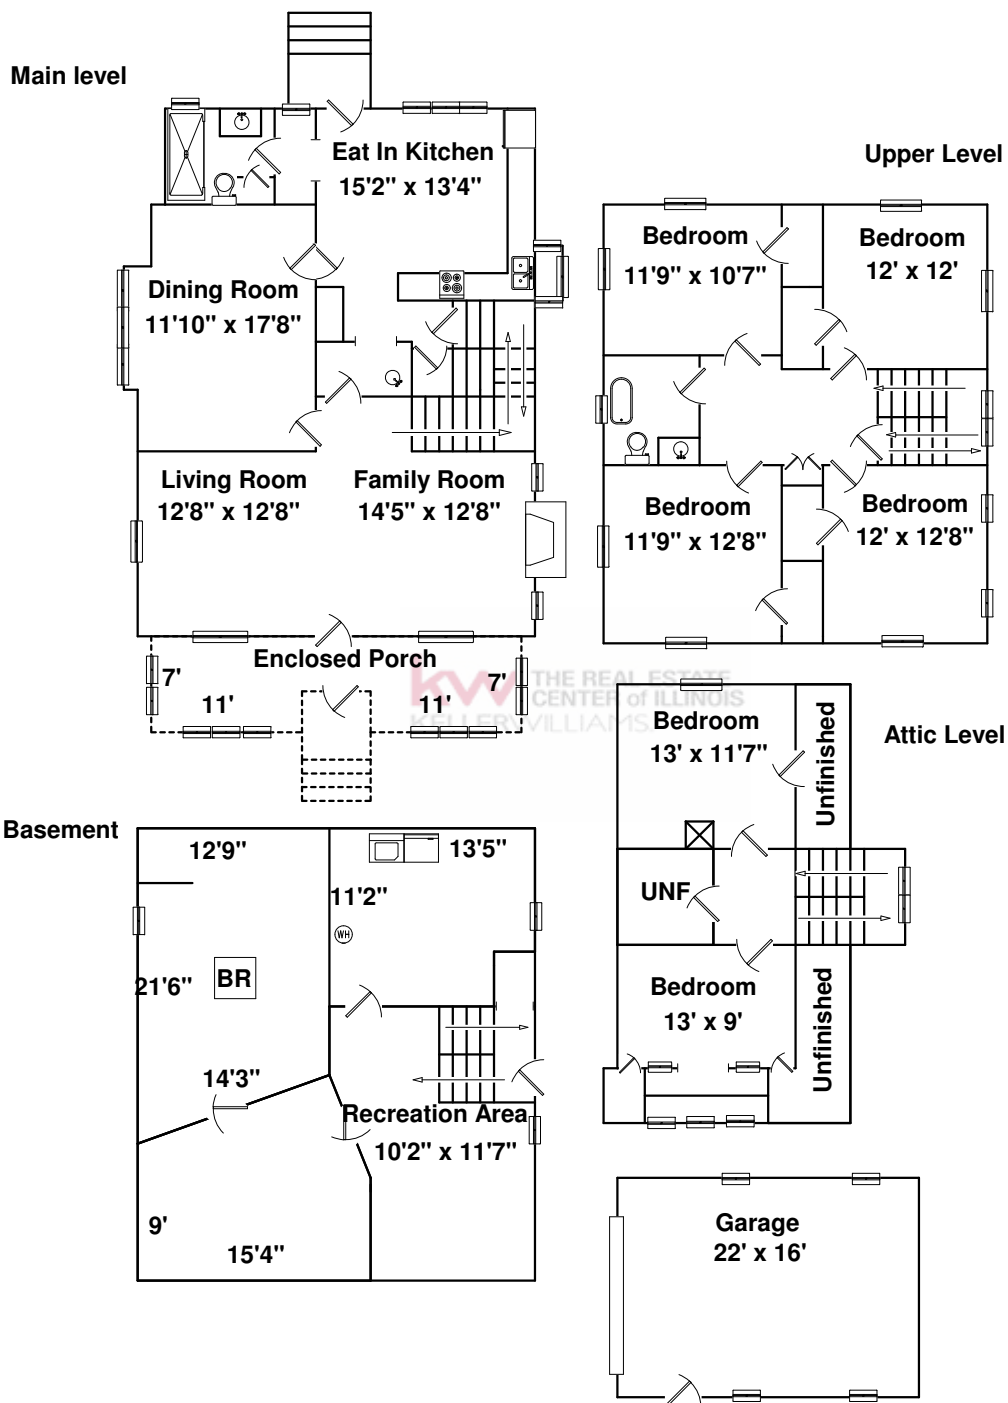 Main level
Eat In Kitchen
15'2" x 13'4"
Dining Room
11'10" x 17'8"
Living Room
12'8" x 12'8"
Family Room
14'5" x 12'8"
Enclosed Porch
7'
11'
7'
11'
Upper Level
Bedroom
11'9" x 10'7"
Bedroom
12' x 12'
Bedroom
11'9" x 12'8"
Bedroom
12' x 12'8"
kw THE REAL ESTATE
CENTER of ILLINOIS
KELLERWILLIAMS.
Attic Level
Bedroom
13' x 11'7"
Unfinished
UNF
Bedroom
13' x 9'
Unfinished
Basement
12'9"
13'5"
11'2"
WH
21'6"
BR
14'3"
Recreation Area
10'2" x 11'7"
9'
15'4"
Garage
22' x 16'